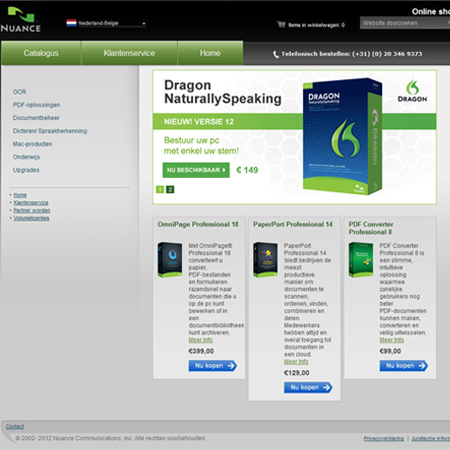 NUANCE
Nederland-Belgie
Items in winkelwagen: 0
Online sho
Website doorzoeken
Catalogus
Klantenservice
Home
Telefonisch bestellen: (+31) (0) 20 346 9373
OCR
PDF-oplossingen
Documentbeheer
Dicteren/ Spraakherkenning
Mac-producten
Onderwijs
Upgrades
Home
Klantenservice
Partner worden
Volumelicenties
Dragon
NaturallySpeaking
NIEUW! VERSIE 12
Bestuur uw pc
met enkel uw stem!
NU BESCHIKBAAR
€ 149
1 2
DRAGON
DRAGON
DRAGON
OmniPage Professional 18
Met OmniPage®
Professional 18
converteert u
papier,
PDF-bestanden
en formulieren
razendsnel naar
documenten die u
u op de pc kunt
bewerken of in
een
documentbibliotheek
kunt archiveren.
Meer Info
€399,00
Nu kopen
PaperPort Professional 14
PaperPort
Professional 14
biedt bedrijven de
meest
productieve
manier om
documenten te
scannen,
ordenen, vinden,
combineren en
delen.
Medewerkers
hebben altijd en
overal toegang tot
documenten in
een cloud.
Meer Info
€129,00
Nu kopen
PDF Converter
Professional 8
PDF Converter
Professional 8 is
een slimme,
intuïtieve
oplossing
waarmee
zakelijke
gebruikers nog
beter
PDF-documenten
kunnen maken,
converteren en
veilig uitwisselen.
Meer Info
€99,00
Nu kopen
Contact
© 2002- 2012 Nuance Communications, Inc. Alle rechten voorbehouden.
Privacyverklaring | Juridische inform